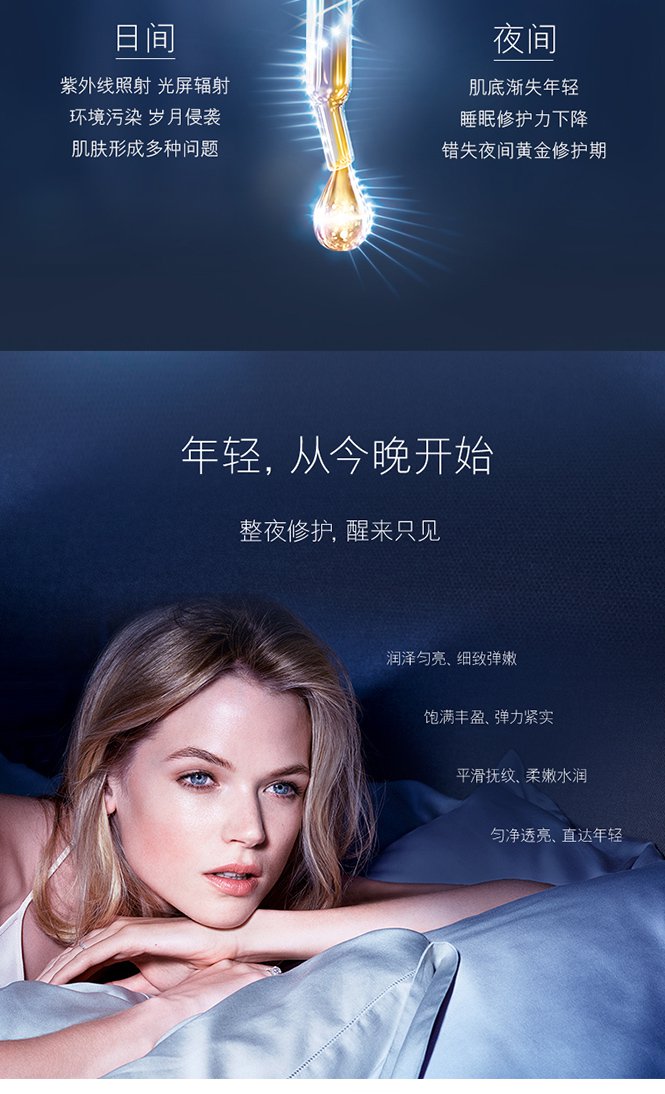 日间
紫外线照射 光屏辐射
环境污染 岁月侵袭
肌肤形成多种问题
夜间
肌底渐失年轻
睡眠修护力下降
错失夜间黄金修护期
年轻, 从今晚开始
整夜修护, 醒来只见
润泽匀亮、细致弹嫩
饱满丰盈、弹力紧实
平滑抚纹、柔嫩水润
匀净透亮、直达年轻